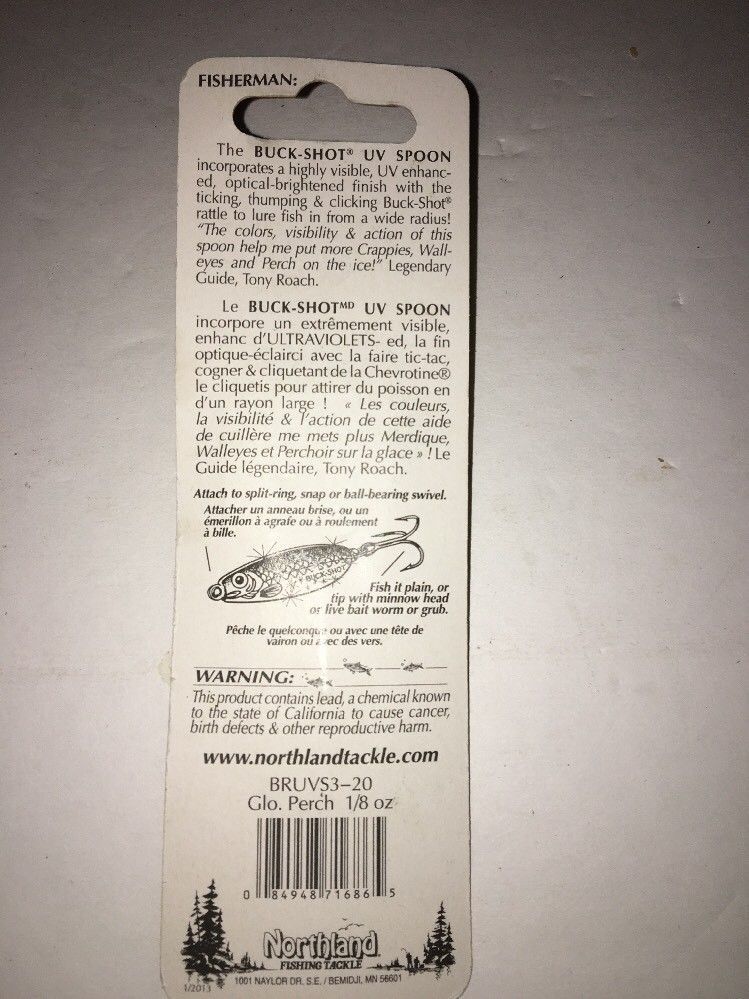 FISHERMAN:
The BUCK-SHOT® UV SPOON
incorporates a highly visible, UV enhanc-
ed, optical-brightened finish with the
ticking, thumping & clicking Buck-Shot®
rattle to lure fish in from a wide radius!
"The colors, visibility & action of this
spoon help me put more Crappies, Wall-
eyes and Perch on the ice!" Legendary
Guide, Tony Roach.
Le BUCK-SHOTᴹᴰ UV SPOON
incorpore un extrêmement visible,
enhanc d'ULTRAVIOLETS- ed, la fin
optique-éclairci avec la faire tic-tac,
cogner & cliquetant de la Chevrotine®
le cliquetis pour attirer du poisson en
d'un rayon large ! « Les couleurs,
la visibilité & l'action de cette aide
de cuillère me mets plus Merdique,
Walleyes et Perchoir sur la glace » ! Le
Guide légendaire, Tony Roach.
Attach to split-ring, snap or ball-bearing swivel.
Attacher un anneau brise, ou un
émerillon à agrafe ou à roulement
à bille.
BUCK-SHOT
Fish it plain, or
tip with minnow head
or live bait worm or grub.
Pêche le quelconque ou avec une tête de
vairon ou avec des vers.
WARNING:
This product contains lead, a chemical known
to the state of California to cause cancer,
birth defects & other reproductive harm.
www.northlandtackle.com
BRUVS3-20
Glo. Perch 1/8 oz
0 84948 71686 5
Northland
FISHING TACKLE
1001 NAYLOR DR. S.E. / BEMIDJI, MN 56601
1/2013